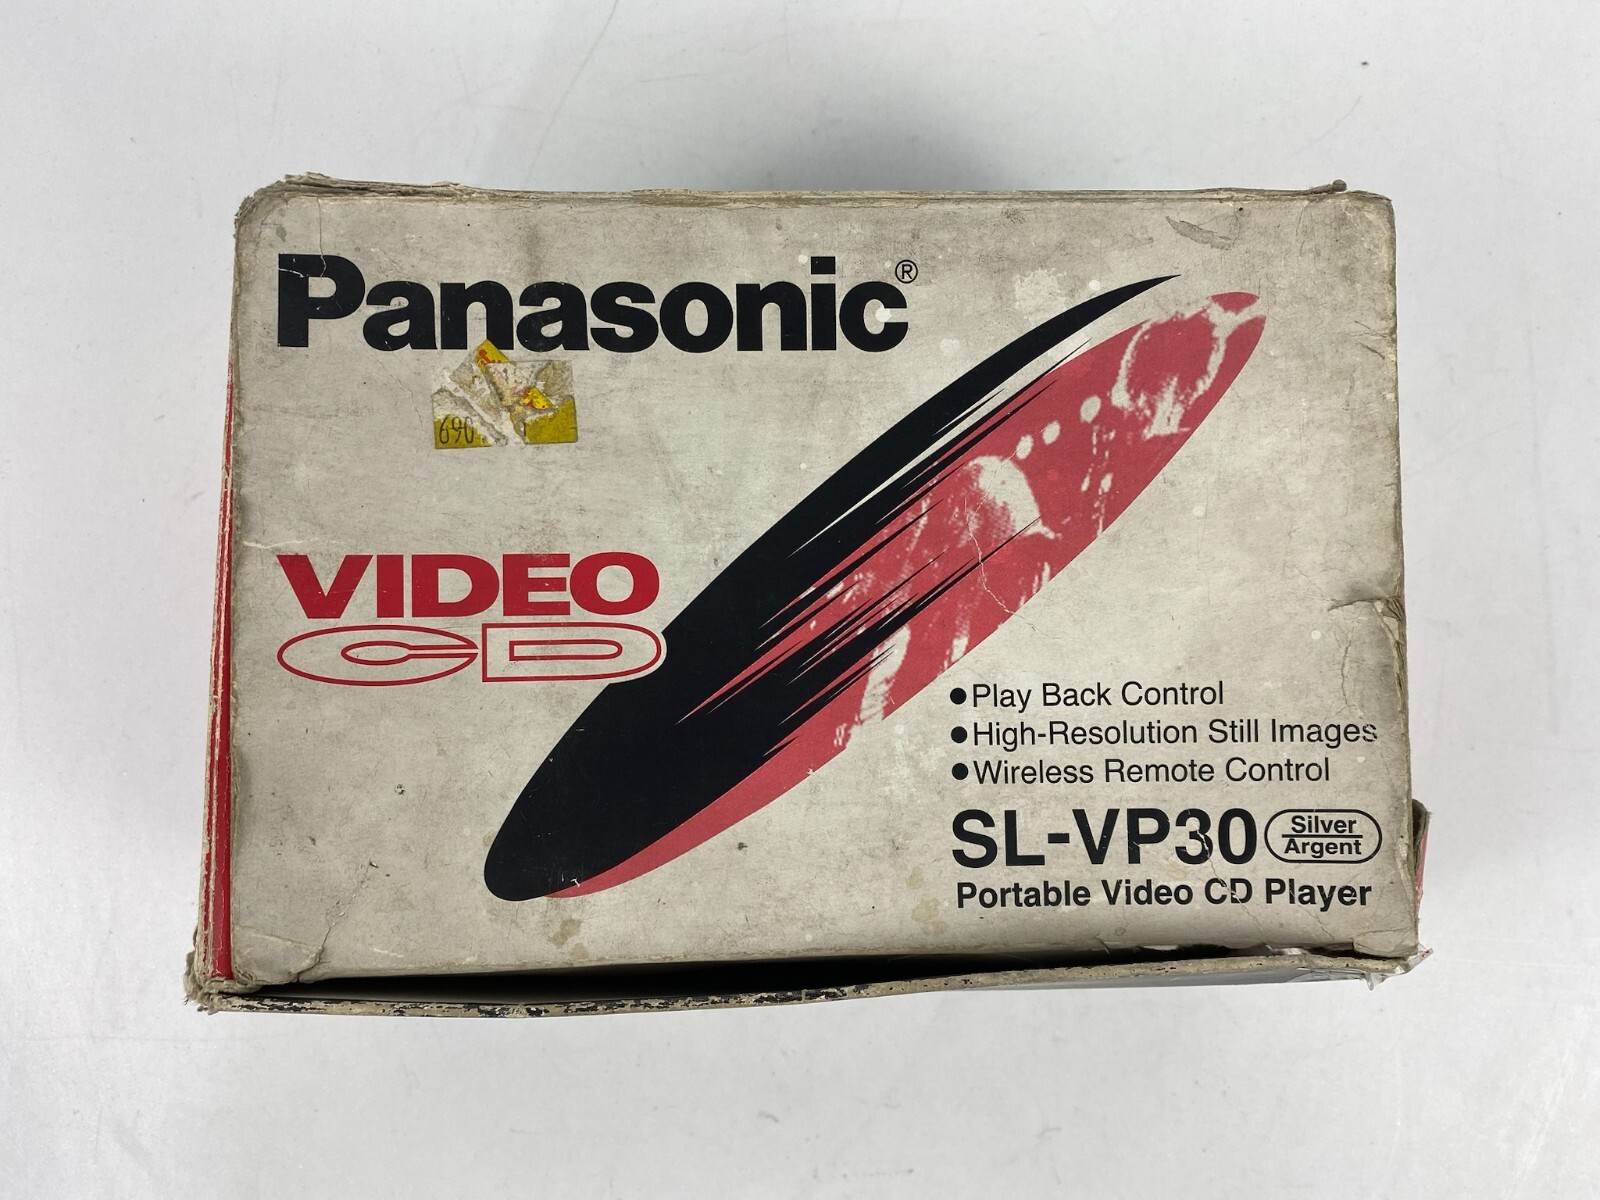 Panasonic®
690
VIDEO
CD
●Play Back Control
●High-Resolution Still Images
●Wireless Remote Control
SL-VP30 Silver
Argent
Portable Video CD Player